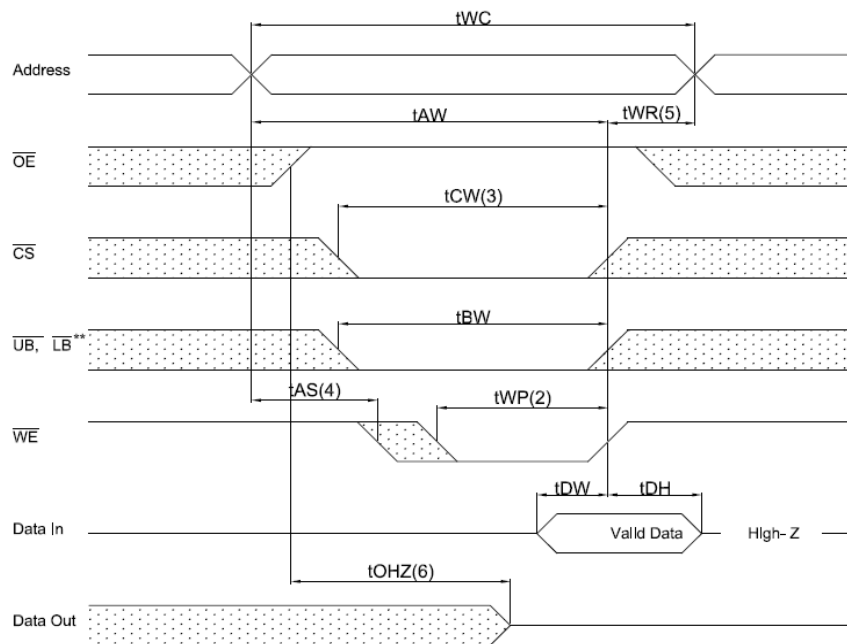 tWC
Address
tAW
tWR(5)
OE
tCW(3)
CS
tBW
UB, LB**
tAS(4)
tWP(2)
WE
tDW
tDH
Data In
Valid Data
High- Z
tOHZ(6)
Data Out